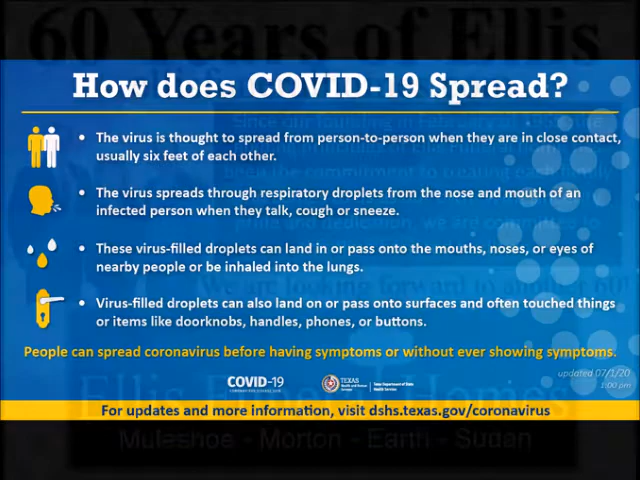 60 Years of Ellis
How does COVID-19 Spread?
• The virus is thought to spread from person-to-person when they are in close contact,
usually six feet of each other.
• The virus spreads through respiratory droplets from the nose and mouth of an
infected person when they talk, cough or sneeze.
• These virus-filled droplets can land in or pass onto the mouths, noses, or eyes of
nearby people or be inhaled into the lungs.
• Virus-filled droplets can also land on or pass onto surfaces and often touched things
or items like doorknobs, handles, phones, or buttons.
People can spread coronavirus before having symptoms or without ever showing symptoms.
updated 07/1/20
1:00 pm
COVID-19
TEXAS
Health and Human
Services
Texas Department of State
Health Services
For updates and more information, visit dshs.texas.gov/coronavirus
Muleshoe - Morton - Earth - Sudan